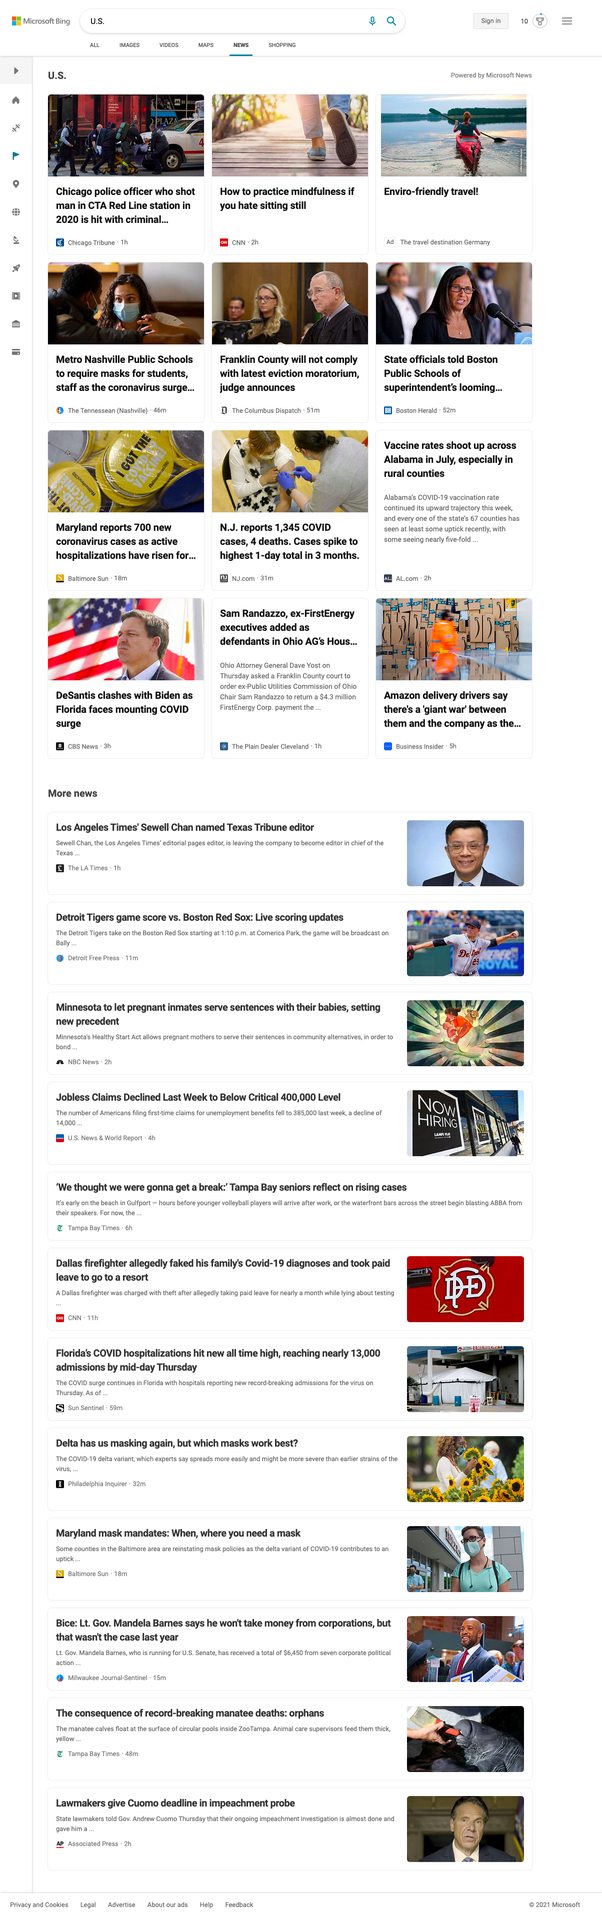 Microsoft Bing
U.S.
Sign in
10
ALL IMAGES VIDEOS MAPS NEWS SHOPPING
U.S.
Powered by Microsoft News
Chicago police officer who shot
man in CTA Red Line station in
2020 is hit with criminal...
Chicago Tribune · 1h
How to practice mindfulness if
you hate sitting still
CNN · 2h
Enviro-friendly travel!
Ad The travel destination Germany
Metro Nashville Public Schools
to require masks for students,
staff as the coronavirus surge...
The Tennessean (Nashville) · 46m
Franklin County will not comply
with latest eviction moratorium,
judge announces
The Columbus Dispatch · 51m
State officials told Boston
Public Schools of
superintendent's looming...
Boston Herald · 52m
I GOT THE
Maryland reports 700 new
coronavirus cases as active
hospitalizations have risen for...
Baltimore Sun · 18m
N.J. reports 1,345 COVID
cases, 4 deaths. Cases spike to
highest 1-day total in 3 months.
NJ.com · 31m
Vaccine rates shoot up across
Alabama in July, especially in
rural counties
Alabama's COVID-19 vaccination rate
continued its upward trajectory this week,
and every one of the state's 67 counties has
seen at least some uptick recently, with
some seeing nearly five-fold ...
AL.com · 2h
DeSantis clashes with Biden as
Florida faces mounting COVID
surge
CBS News · 3h
Sam Randazzo, ex-FirstEnergy
executives added as
defendants in Ohio AG's Hous...
Ohio Attorney General Dave Yost on
Thursday asked a Franklin County court to
order ex-Public Utilities Commission of Ohio
Chair Sam Randazzo to return a $4.3 million
FirstEnergy Corp. payment the ...
The Plain Dealer Cleveland · 1h
Amazon delivery drivers say
there's a 'giant war' between
them and the company as the...
Business Insider · 5h
More news
Los Angeles Times' Sewell Chan named Texas Tribune editor
Sewell Chan, the Los Angeles Times' editorial pages editor, is leaving the company to become editor in chief of the
Texas ...
The LA Times · 1h
Detroit Tigers game score vs. Boston Red Sox: Live scoring updates
The Detroit Tigers take on the Boston Red Sox starting at 1:10 p.m. at Comerica Park, the game will be broadcast on
Bally ...
Detroit Free Press · 11m
ROYAL
Minnesota to let pregnant inmates serve sentences with their babies, setting
new precedent
Minnesota's Healthy Start Act allows pregnant mothers to serve their sentences in community alternatives, in order to
bond ...
NBC News · 2h
Jobless Claims Declined Last Week to Below Critical 400,000 Level
The number of Americans filing first-time claims for unemployment benefits fell to 385,000 last week, a decline of
14,000 ...
U.S. News & World Report · 4h
NOW
HIRING
'We thought we were gonna get a break:' Tampa Bay seniors reflect on rising cases
It's early on the beach in Gulfport — hours before younger volleyball players will arrive after work, or the waterfront bars across the street begin blasting ABBA from
their speakers. For now, the ...
Tampa Bay Times · 6h
Dallas firefighter allegedly faked his family's Covid-19 diagnoses and took paid
leave to go to a resort
A Dallas firefighter was charged with theft after allegedly taking paid leave for nearly a month while lying about testing
...
CNN · 11h
DFD
Florida's COVID hospitalizations hit new all time high, reaching nearly 13,000
admissions by mid-day Thursday
The COVID surge continues in Florida with hospitals reporting new record-breaking admissions for the virus on
Thursday. As of ...
Sun Sentinel · 59m
Delta has us masking again, but which masks work best?
The COVID-19 delta variant, which experts say spreads more easily and might be more severe than earlier strains of the
virus, ...
Philadelphia Inquirer · 32m
Maryland mask mandates: When, where you need a mask
Some counties in the Baltimore area are reinstating mask policies as the delta variant of COVID-19 contributes to an
uptick ...
Baltimore Sun · 18m
Bice: Lt. Gov. Mandela Barnes says he won't take money from corporations, but
that wasn't the case last year
Lt. Gov. Mandela Barnes, who is running for U.S. Senate, has received a total of $6,450 from seven corporate political
action ...
Milwaukee Journal-Sentinel · 15m
The consequence of record-breaking manatee deaths: orphans
The manatee calves float at the surface of circular pools inside ZooTampa. Animal care supervisors feed them thick,
yellow ...
Tampa Bay Times · 48m
Lawmakers give Cuomo deadline in impeachment probe
State lawmakers told Gov. Andrew Cuomo Thursday that their ongoing impeachment investigation is almost done and
gave him a ...
AP Associated Press · 2h
Privacy and Cookies Legal Advertise About our ads Help Feedback © 2021 Microsoft